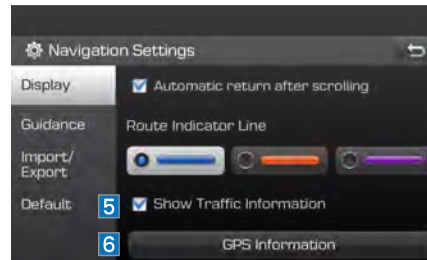 Navigation Settings
Display
Automatic return after scrolling
Guidance
Route Indicator Line
Import/
Export
Default
5
Show Traffic Information
6
GPS Information